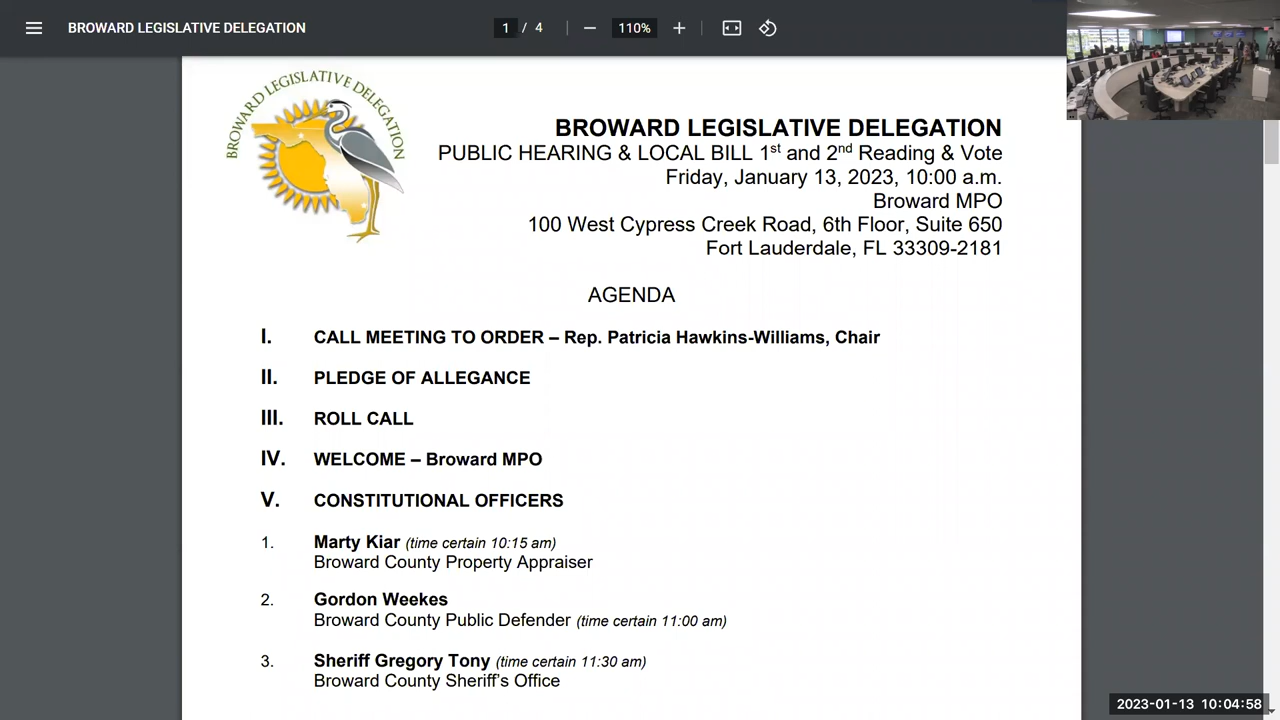 BROWARD LEGISLATIVE DELEGATION
1 / 4
110%
BROWARD LEGISLATIVE DELEGATION
BROWARD LEGISLATIVE DELEGATION
PUBLIC HEARING & LOCAL BILL 1st and 2nd Reading & Vote
Friday, January 13, 2023, 10:00 a.m.
Broward MPO
100 West Cypress Creek Road, 6th Floor, Suite 650
Fort Lauderdale, FL 33309-2181
AGENDA
I. CALL MEETING TO ORDER – Rep. Patricia Hawkins-Williams, Chair
II. PLEDGE OF ALLEGANCE
III. ROLL CALL
IV. WELCOME – Broward MPO
V. CONSTITUTIONAL OFFICERS
1. Marty Kiar (time certain 10:15 am)
Broward County Property Appraiser
2. Gordon Weekes
Broward County Public Defender (time certain 11:00 am)
3. Sheriff Gregory Tony (time certain 11:30 am)
Broward County Sheriff's Office
2023-01-13 10:04:58